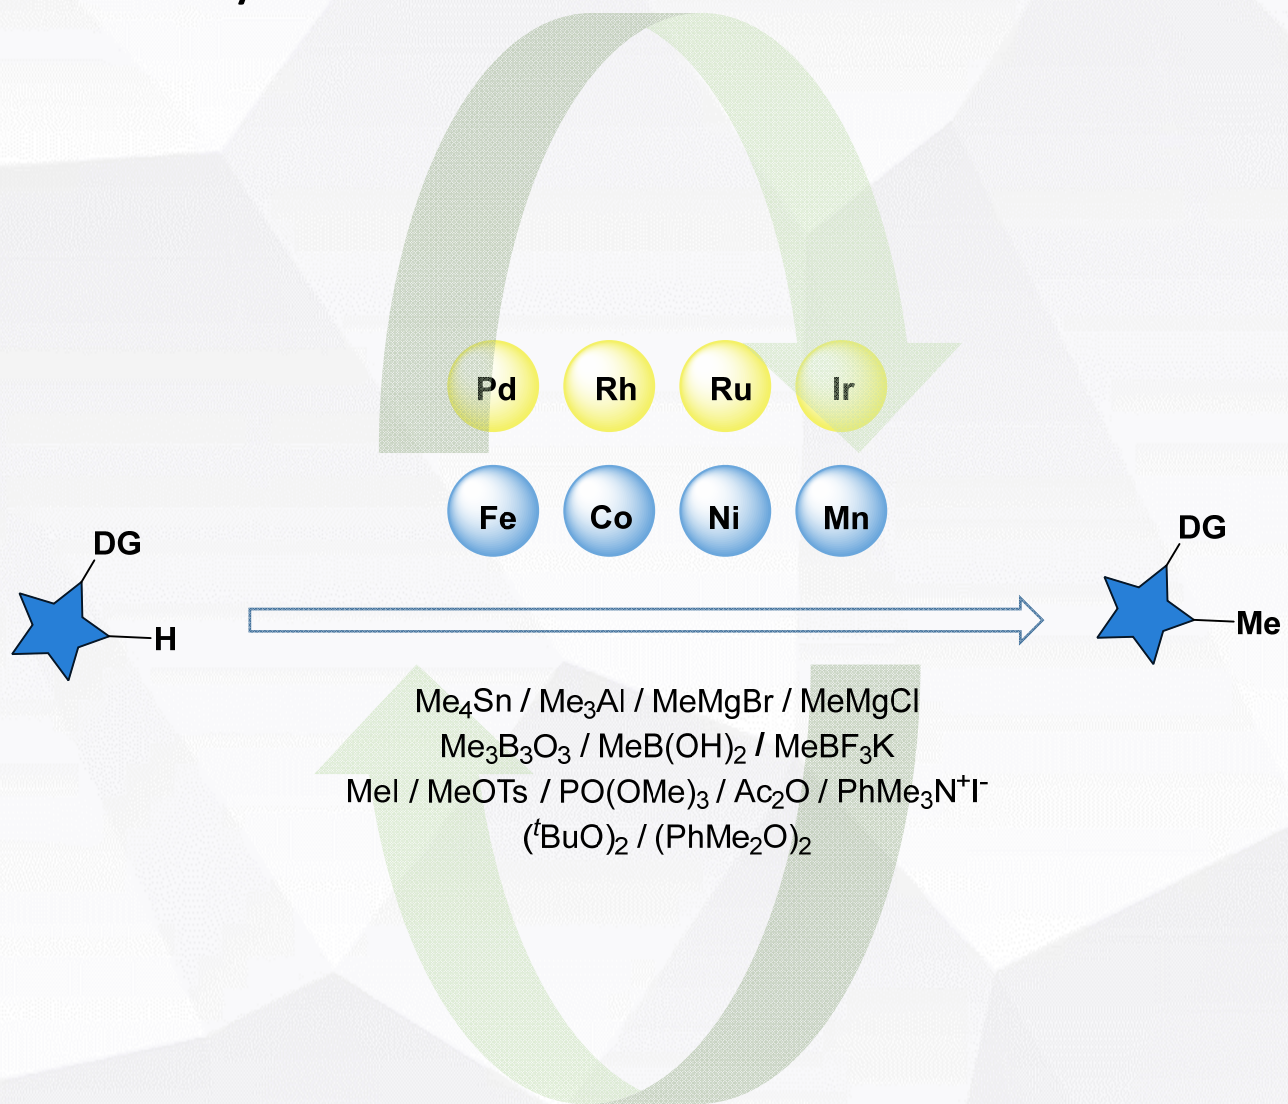 Pd Rh Ru Ir
Fe Co Ni Mn
DG
H
DG
Me
Me₄Sn / Me₃Al / MeMgBr / MeMgCl
Me₃B₃O₃ / MeB(OH)₂ / MeBF₃K
MeI / MeOTs / PO(OMe)₃ / Ac₂O / PhMe₃N⁺I⁻
(ᵗBuO)₂ / (PhMe₂O)₂